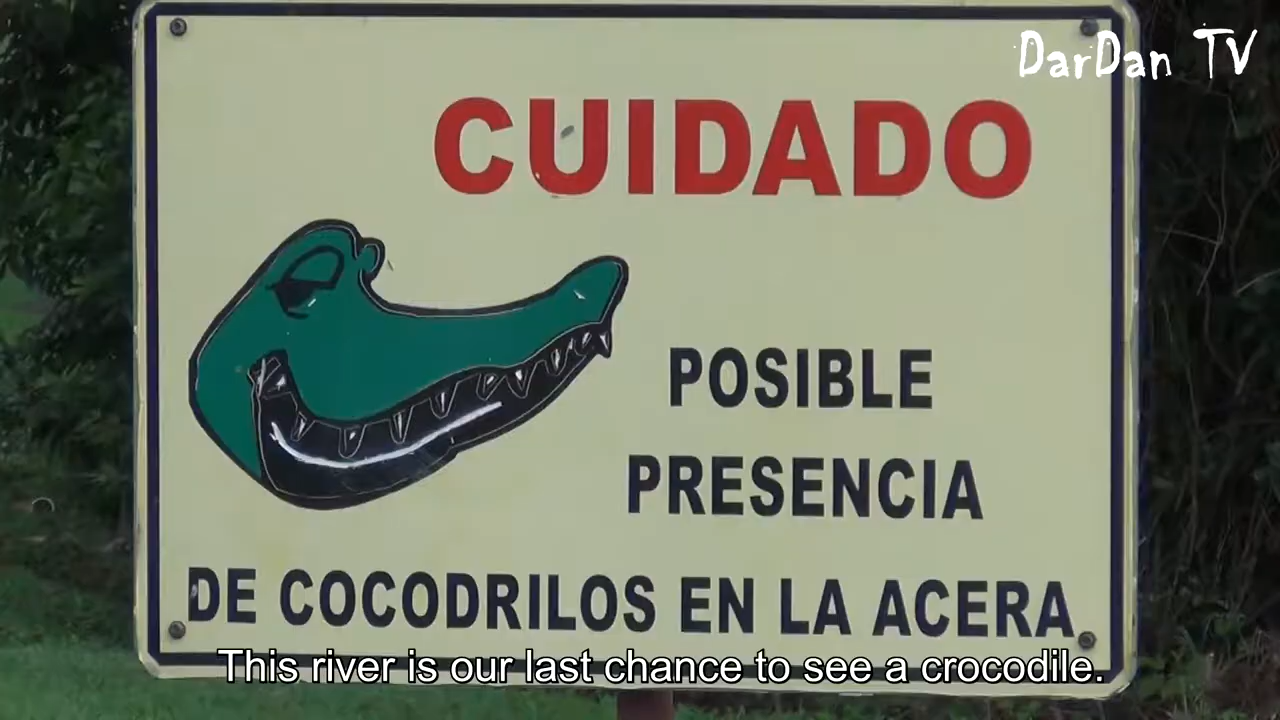 DarDan TV
CUIDADO
POSIBLE
PRESENCIA
DE COCODRILOS EN LA ACERA
This river is our last chance to see a crocodile.